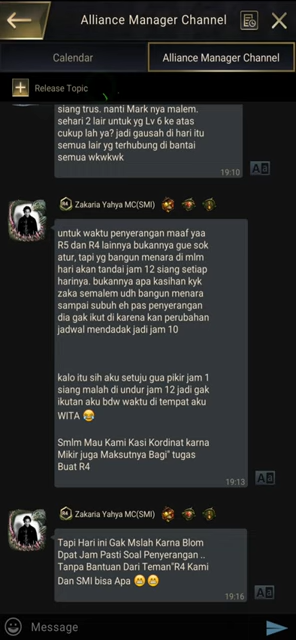 Alliance Manager Channel
Calendar
Alliance Manager Channel
Release Topic
siang trus. nanti Mark nya malem.
sehari 2 lair untuk yg Lv 6 ke atas
cukup lah ya? jadi gausah di hari itu
semua lair yg terhubung di bantai
semua wkwkwk
19:10
Zakaria Yahya MC(SMI)
untuk waktu penyerangan maaf yaa
R5 dan R4 lainnya bukannya gue sok
atur, tapi yg bangun menara di mlm
hari akan tandai jam 12 siang setiap
harinya. bukannya apa kasihan kyk
zaka semalem udh bangun menara
sampai subuh eh pas penyerangan
dia gak ikut di karena kan perubahan
jadwal mendadak jadi jam 10
kalo itu sih aku setuju gua pikir jam 1
siang malah di undur jam 12 jadi gak
ikutan aku bdw waktu di tempat aku
WITA 😂
Smlm Mau Kami Kasi Kordinat karna
Mikir juga Maksutnya Bagi" tugas
Buat R4
19:13
Zakaria Yahya MC(SMI)
Tapi Hari ini Gak Mslah Karna Blom
Dpat Jam Pasti Soal Penyerangan ..
Tanpa Bantuan Dari Teman"R4 Kami
Dan SMI bisa Apa 😁😁
19:16
Message